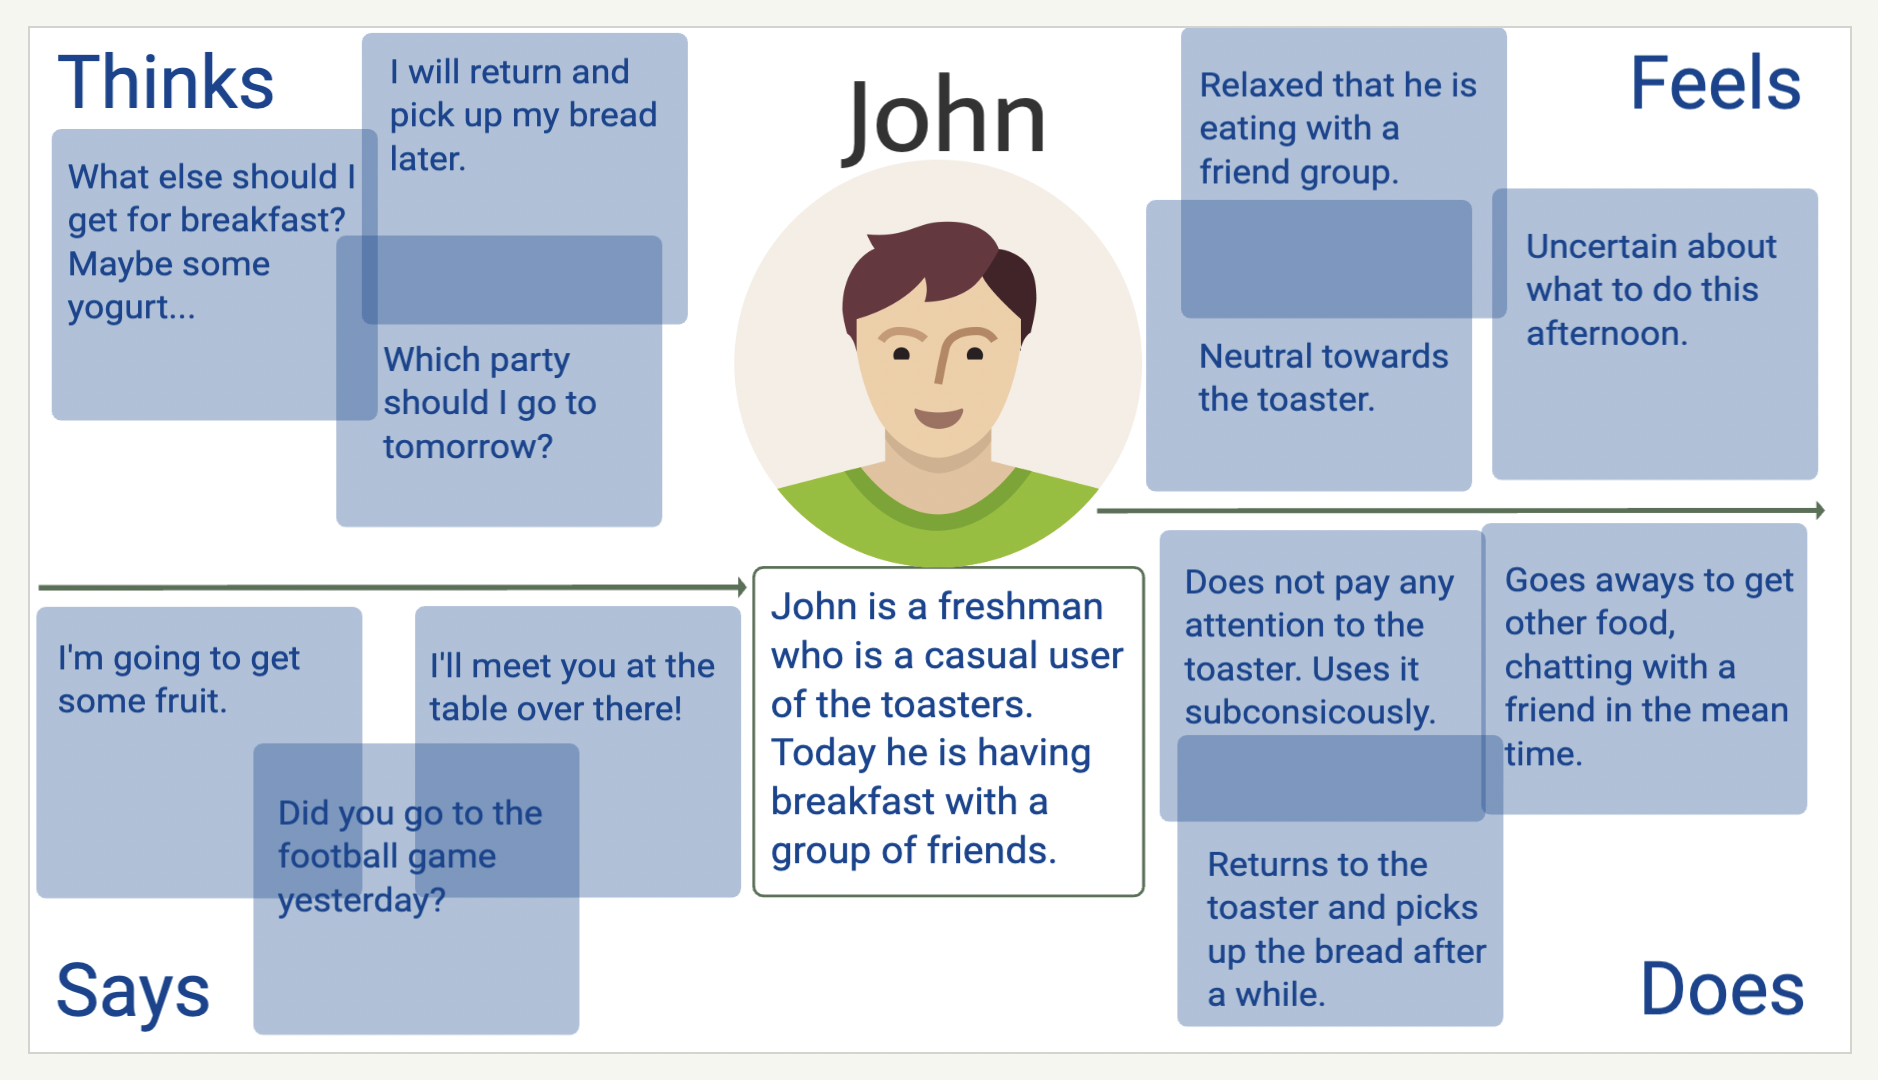 Thinks
I will return and
pick up my bread
later.
What else should I
get for breakfast?
Maybe some
yogurt...
Which party
should I go to
tomorrow?
John
Feels
Relaxed that he is
eating with a
friend group.
Uncertain about
what to do this
afternoon.
Neutral towards
the toaster.
Says
I'm going to get
some fruit.
I'll meet you at the
table over there!
Did you go to the
football game
yesterday?
John is a freshman
who is a casual user
of the toasters.
Today he is having
breakfast with a
group of friends.
Does not pay any
attention to the
toaster. Uses it
subconsicously.
Goes aways to get
other food,
chatting with a
friend in the mean
time.
Returns to the
toaster and picks
up the bread after
a while.
Does